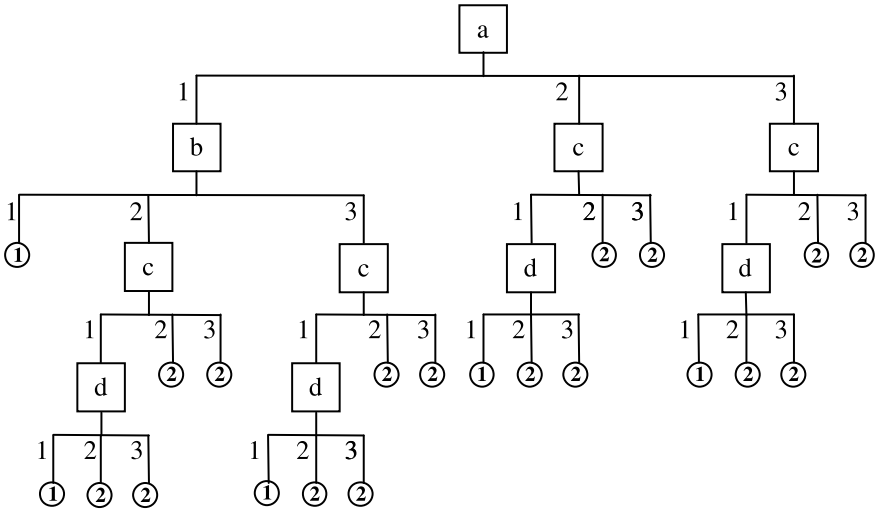 a
1 2 3
b c c
1 2 3 1 2 3 1 2 3
1 c c d 2 2 d 2 2
1 2 3 1 2 3 1 2 3 1 2 3
d 2 2 d 2 2 1 2 2 1 2 2
1 2 3 1 2 3
1 2 2 1 2 2